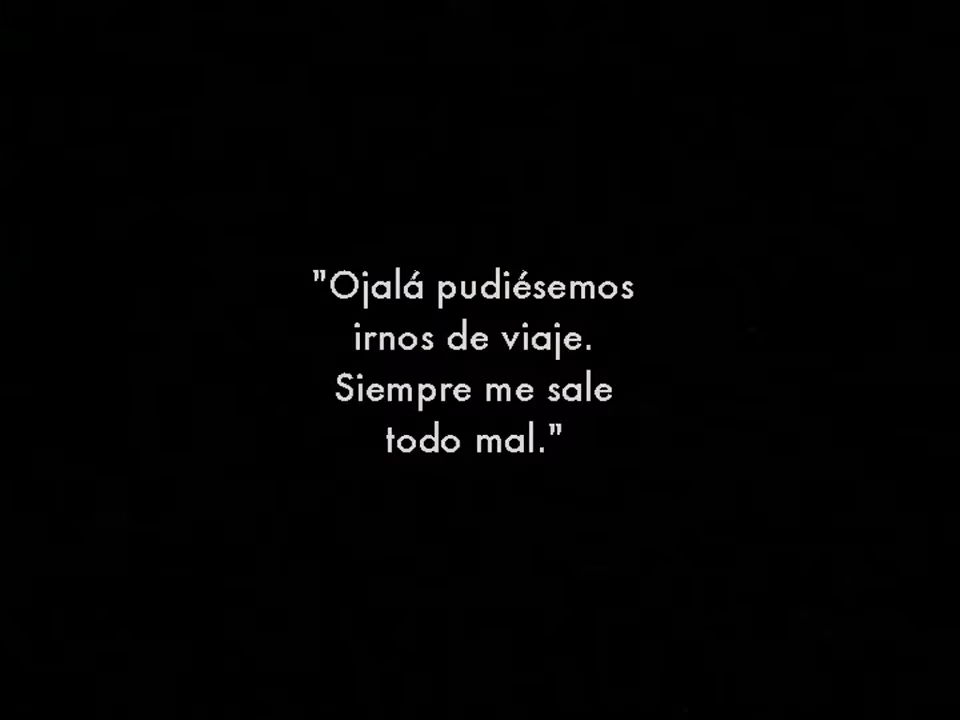 "Ojalá pudiésemos
irnos de viaje.
Siempre me sale
todo mal."